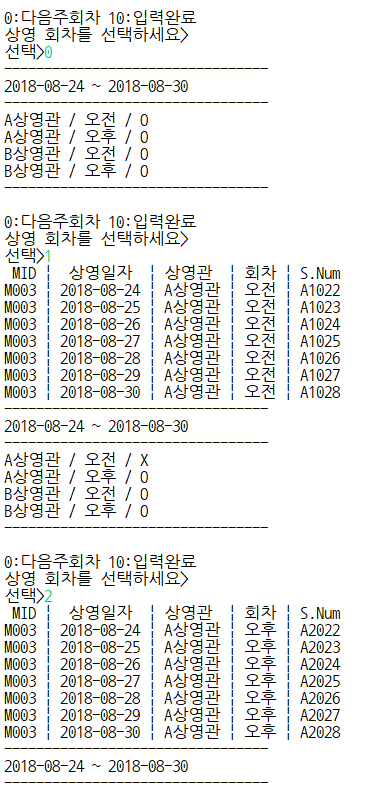 0:다음주회차 10:입력완료
상영 회차를 선택하세요>
선택>0
---------------------------------
2018-08-24 ~ 2018-08-30
---------------------------------
A상영관 / 오전 / O
A상영관 / 오후 / O
B상영관 / 오전 / O
B상영관 / 오후 / O
---------------------------------
0:다음주회차 10:입력완료
상영 회차를 선택하세요>
선택>1
MID | 상영일자 | 상영관 | 회차 | S.Num
M003 | 2018-08-24 | A상영관 | 오전 | A1022
M003 | 2018-08-25 | A상영관 | 오전 | A1023
M003 | 2018-08-26 | A상영관 | 오전 | A1024
M003 | 2018-08-27 | A상영관 | 오전 | A1025
M003 | 2018-08-28 | A상영관 | 오전 | A1026
M003 | 2018-08-29 | A상영관 | 오전 | A1027
M003 | 2018-08-30 | A상영관 | 오전 | A1028
---------------------------------
2018-08-24 ~ 2018-08-30
---------------------------------
A상영관 / 오전 / X
A상영관 / 오후 / O
B상영관 / 오전 / O
B상영관 / 오후 / O
---------------------------------
0:다음주회차 10:입력완료
상영 회차를 선택하세요>
선택>2
MID | 상영일자 | 상영관 | 회차 | S.Num
M003 | 2018-08-24 | A상영관 | 오후 | A2022
M003 | 2018-08-25 | A상영관 | 오후 | A2023
M003 | 2018-08-26 | A상영관 | 오후 | A2024
M003 | 2018-08-27 | A상영관 | 오후 | A2025
M003 | 2018-08-28 | A상영관 | 오후 | A2026
M003 | 2018-08-29 | A상영관 | 오후 | A2027
M003 | 2018-08-30 | A상영관 | 오후 | A2028
---------------------------------
2018-08-24 ~ 2018-08-30
---------------------------------